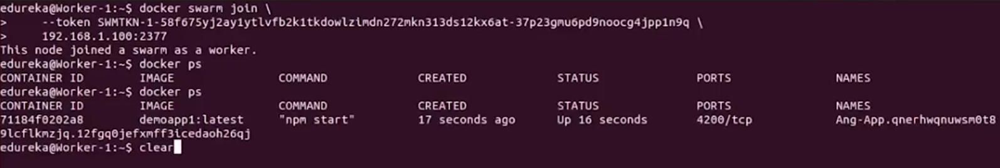 edureka@Worker-1:~$ docker swarm join \
>     --token SWMTKN-1-58f675yj2ay1ytlvfb2k1tkdowlzimdn272mkn313ds12kx6at-37p23gmu6pd9noocg4jpp1n9q \
>     192.168.1.100:2377
This node joined a swarm as a worker.
edureka@Worker-1:~$ docker ps
CONTAINER ID        IMAGE               COMMAND             CREATED             STATUS              PORTS               NAMES
edureka@Worker-1:~$ docker ps
CONTAINER ID        IMAGE               COMMAND             CREATED             STATUS              PORTS               NAMES
71184f0202a8        demoapp1:latest     "npm start"         17 seconds ago      Up 16 seconds       4200/tcp            Ang-App.qnerhwqnuwsm0t8
9lcflkmzjq.12fgq0jefxmff3icedaoh26qj
edureka@Worker-1:~$ clear